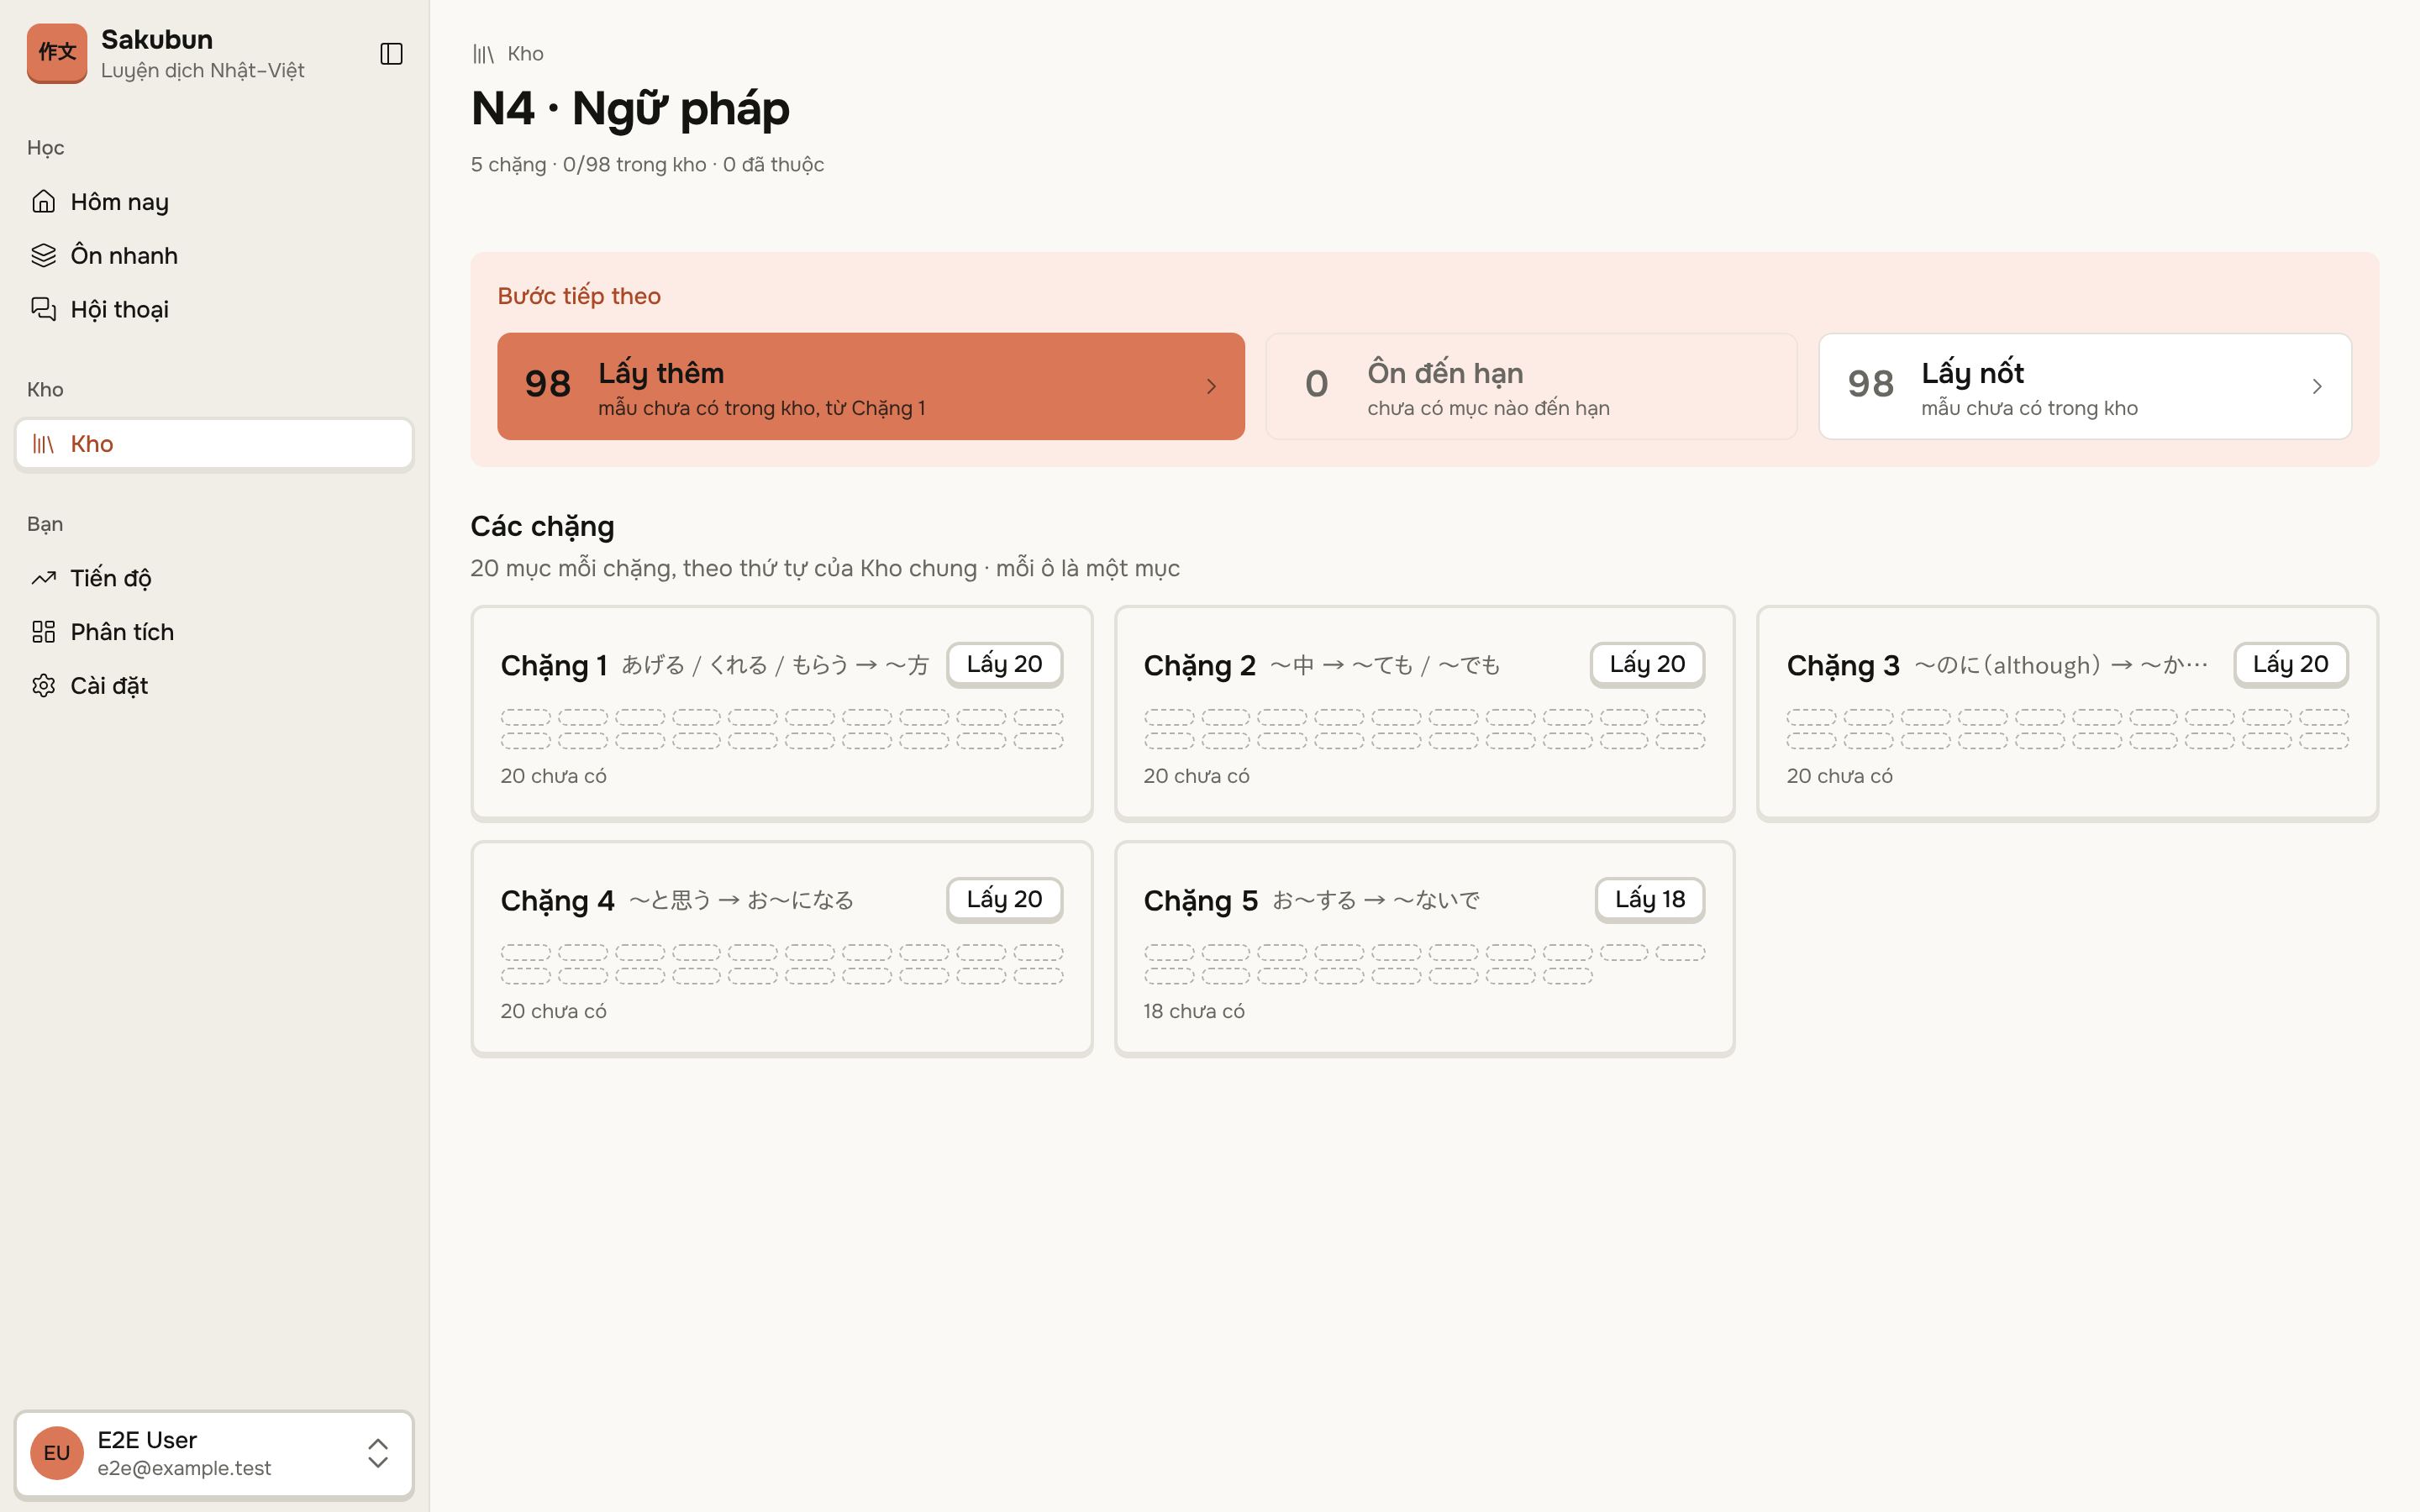 作文
Sakubun
Luyện dịch Nhật–Việt
Học
Hôm nay
Ôn nhanh
Hội thoại
Kho
Kho
Bạn
Tiến độ
Phân tích
Cài đặt
EU
E2E User
e2e@example.test
Kho
N4 · Ngữ pháp
5 chặng · 0/98 trong kho · 0 đã thuộc
Bước tiếp theo
98
Lấy thêm
mẫu chưa có trong kho, từ Chặng 1
0
Ôn đến hạn
chưa có mục nào đến hạn
98
Lấy nốt
mẫu chưa có trong kho
Các chặng
20 mục mỗi chặng, theo thứ tự của Kho chung · mỗi ô là một mục
Chặng 1 あげる / くれる / もらう → 〜方 Lấy 20
20 chưa có
Chặng 2 〜中 → 〜ても / 〜でも Lấy 20
20 chưa có
Chặng 3 〜のに（although） → 〜か… Lấy 20
20 chưa có
Chặng 4 〜と思う → お〜になる Lấy 20
20 chưa có
Chặng 5 お〜する → 〜ないで Lấy 18
18 chưa có